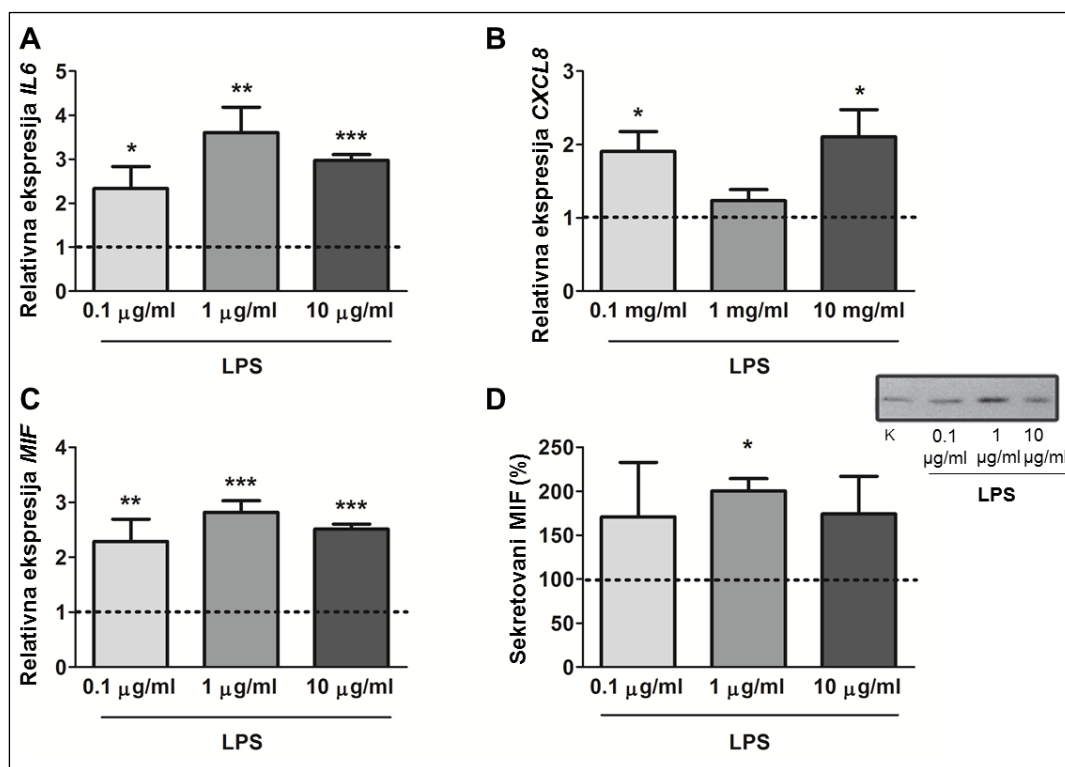 A
Relativna ekspresija IL6
5
4
3
2
1
0
*
**
***
0.1 µg/ml 1 µg/ml 10 µg/ml
LPS
B
Relativna ekspresija CXCL8
3
2
1
0
*
*
0.1 mg/ml 1 mg/ml 10 mg/ml
LPS
C
Relativna ekspresija MIF
4
3
2
1
0
**
***
***
0.1 µg/ml 1 µg/ml 10 µg/ml
LPS
D
Sekretovani MIF (%)
250
200
150
100
50
0
*
0.1 µg/ml 1 µg/ml 10 µg/ml
LPS
K 0.1 1 10
µg/ml µg/ml µg/ml
LPS